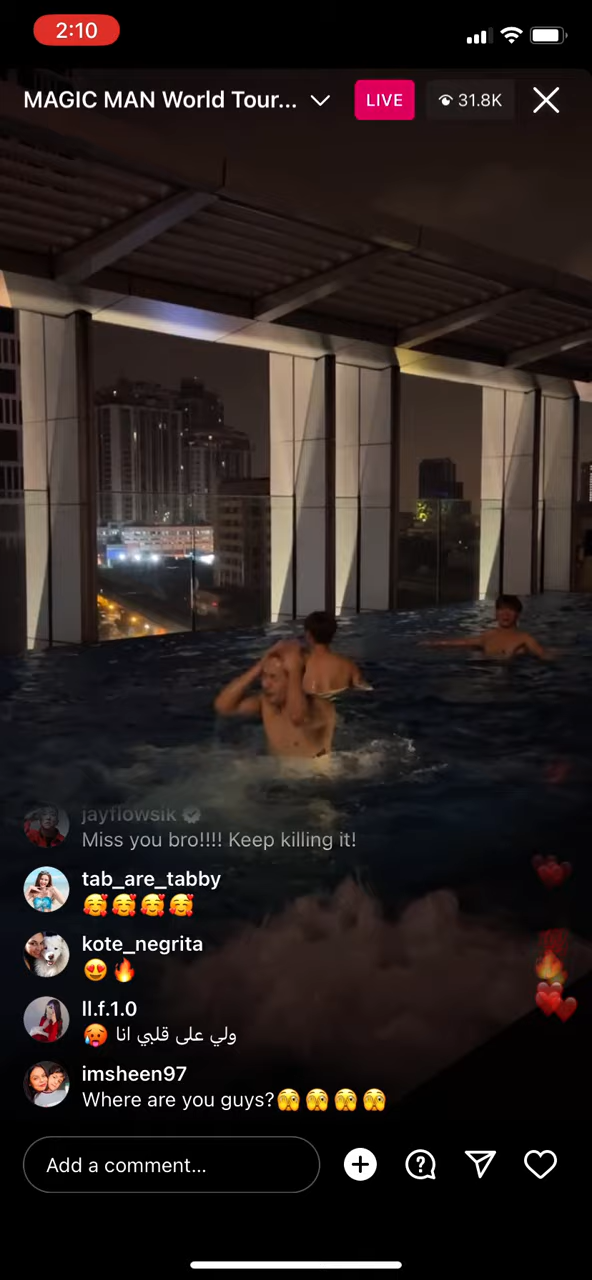 2:10
MAGIC MAN World Tour...
LIVE
31.8K
jayflowsik
Miss you bro!!!! Keep killing it!
tab_are_tabby
🥰 🥰 🥰 🥰
kote_negrita
😍 🔥
ll.f.1.0
ولي على قلبي انا 🥵
imsheen97
Where are you guys?🫣 🫣 🫣 🫣
Add a comment...